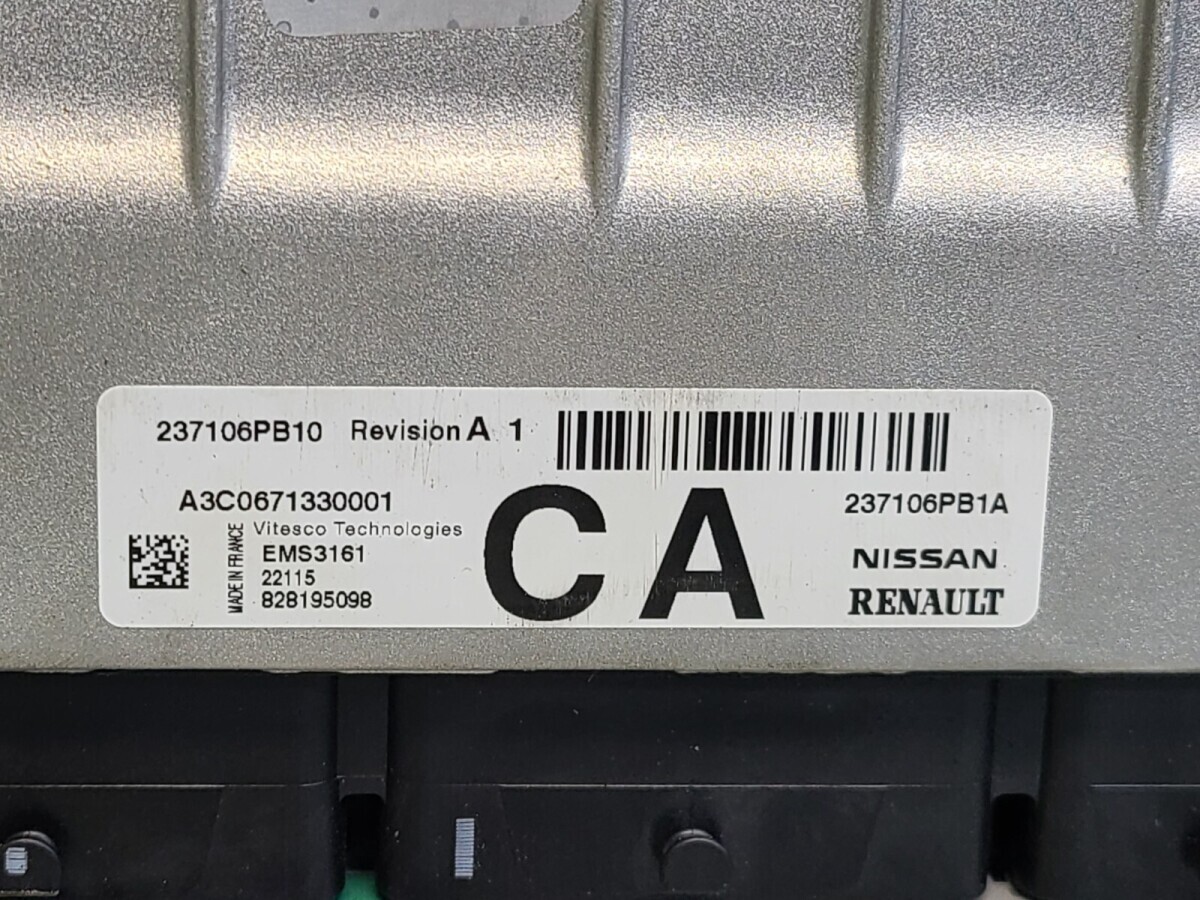 237106PB10 Revision A 1
A3C0671330001
237106PB1A
Vitesco Technologies
MADE IN FRANCE
EMS3161
22115
828195098
CA
NISSAN
RENAULT